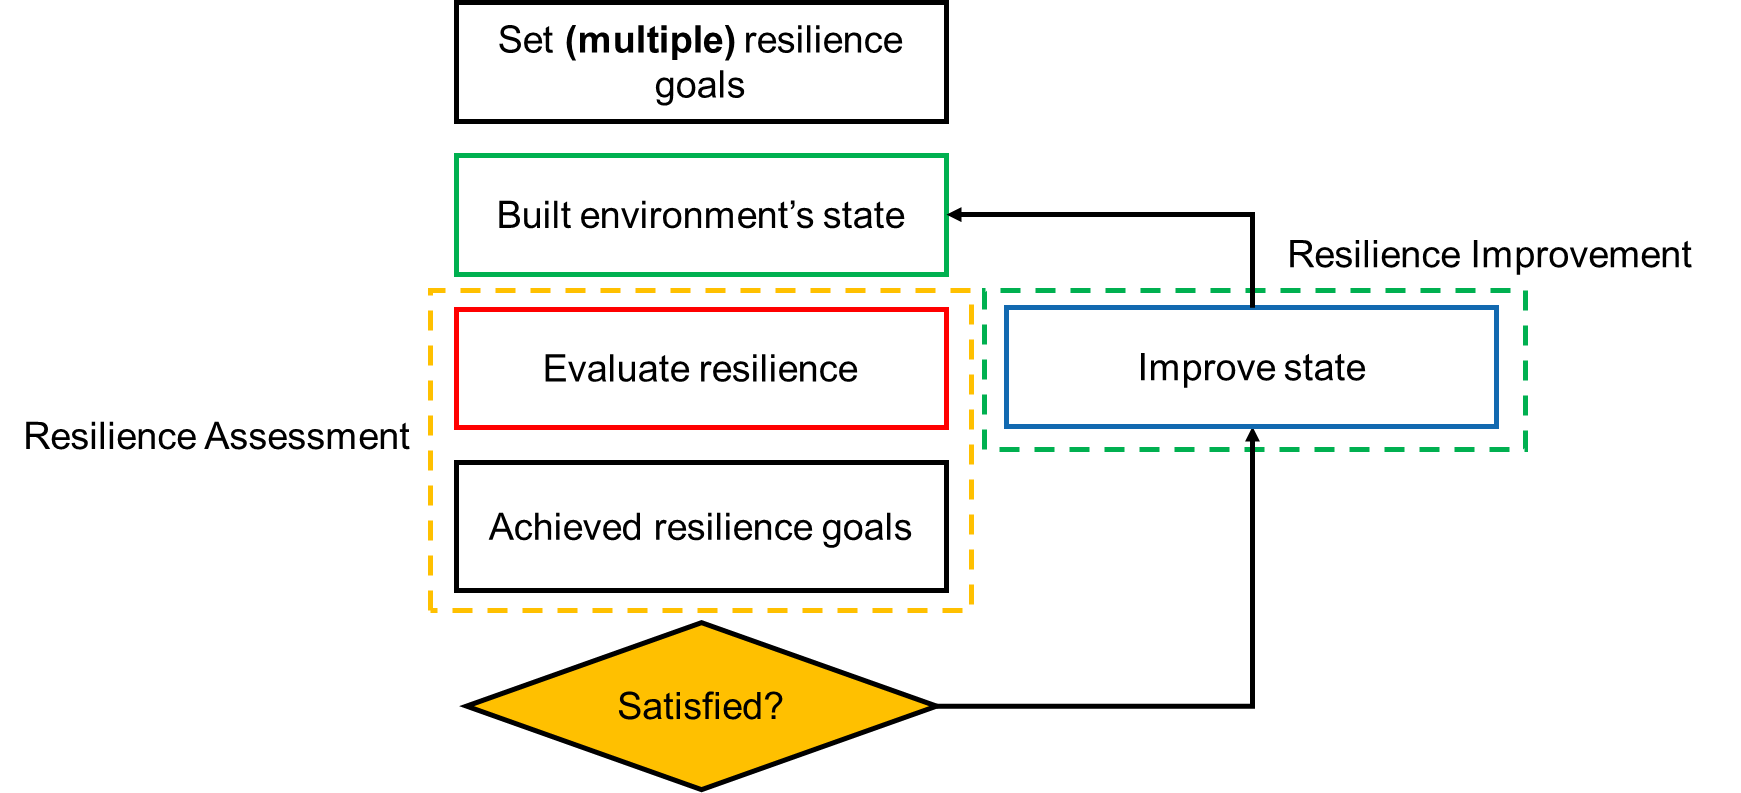 Set (multiple) resilience
goals
Built environment’s state
Resilience Improvement
Evaluate resilience
Improve state
Resilience Assessment
Achieved resilience goals
Satisfied?